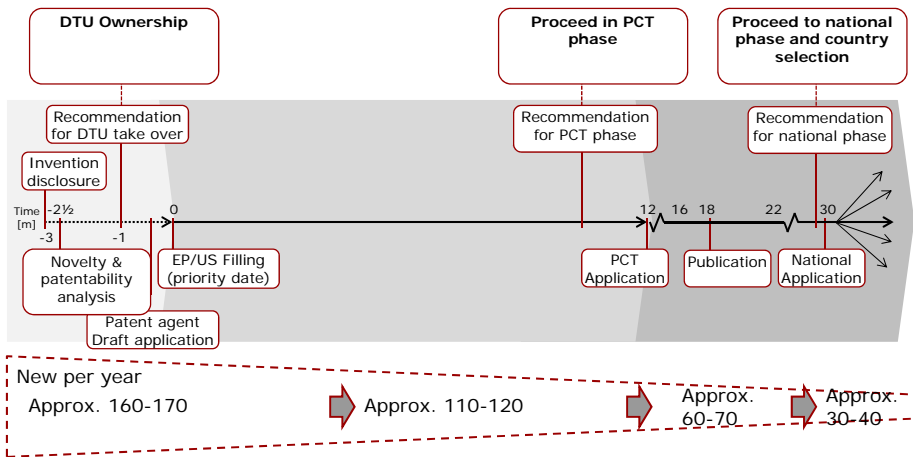 DTU Ownership
Proceed in PCT
phase
Proceed to national
phase and country
selection
Recommendation
for DTU take over
Recommendation
for PCT phase
Recommendation
for national phase
Invention
disclosure
Time
[m]
-2½
0
12
16
18
22
30
-3
-1
Novelty &
patentability
analysis
EP/US Filling
(priority date)
PCT
Application
Publication
National
Application
Patent agent
Draft application
New per year
Approx. 160-170
Approx. 110-120
Approx.
60-70
Approx.
30-40